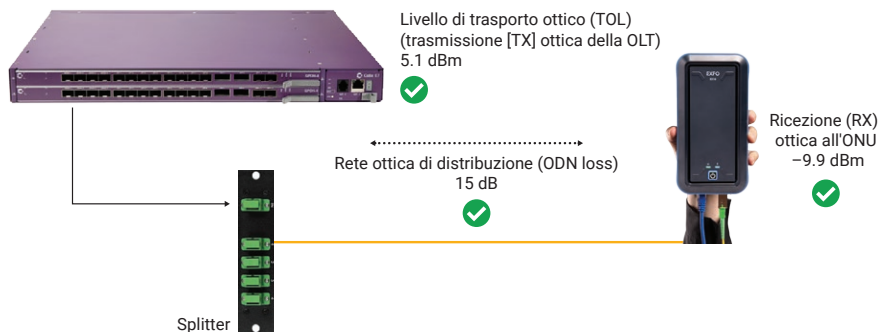 Livello di trasporto ottico (TOL)
(trasmissione [TX] ottica della OLT)
5.1 dBm
EXFO
Ricezione (RX)
ottica all'ONU
−9.9 dBm
Rete ottica di distribuzione (ODN loss)
15 dB
Splitter